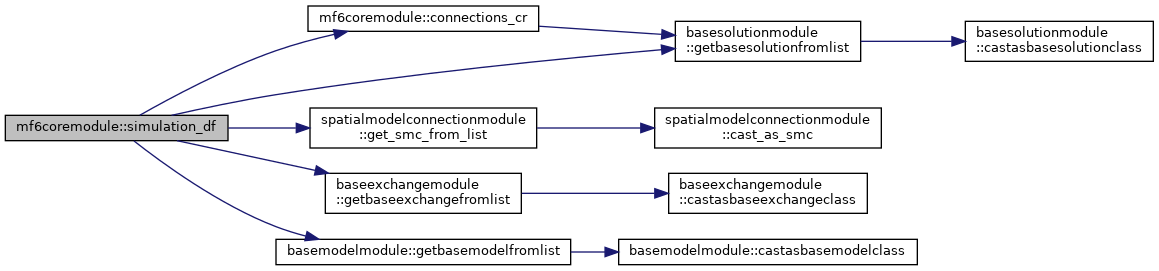 mf6coremodule::connections_cr
basesolutionmodule
::getbasesolutionfromlist
basesolutionmodule
::castasbasesolutionclass
mf6coremodule::simulation_df
spatialmodelconnectionmodule
::get_smc_from_list
spatialmodelconnectionmodule
::cast_as_smc
baseexchangemodule
::getbaseexchangefromlist
baseexchangemodule
::castasbaseexchangeclass
basemodelmodule::getbasemodelfromlist
basemodelmodule::castasbasemodelclass